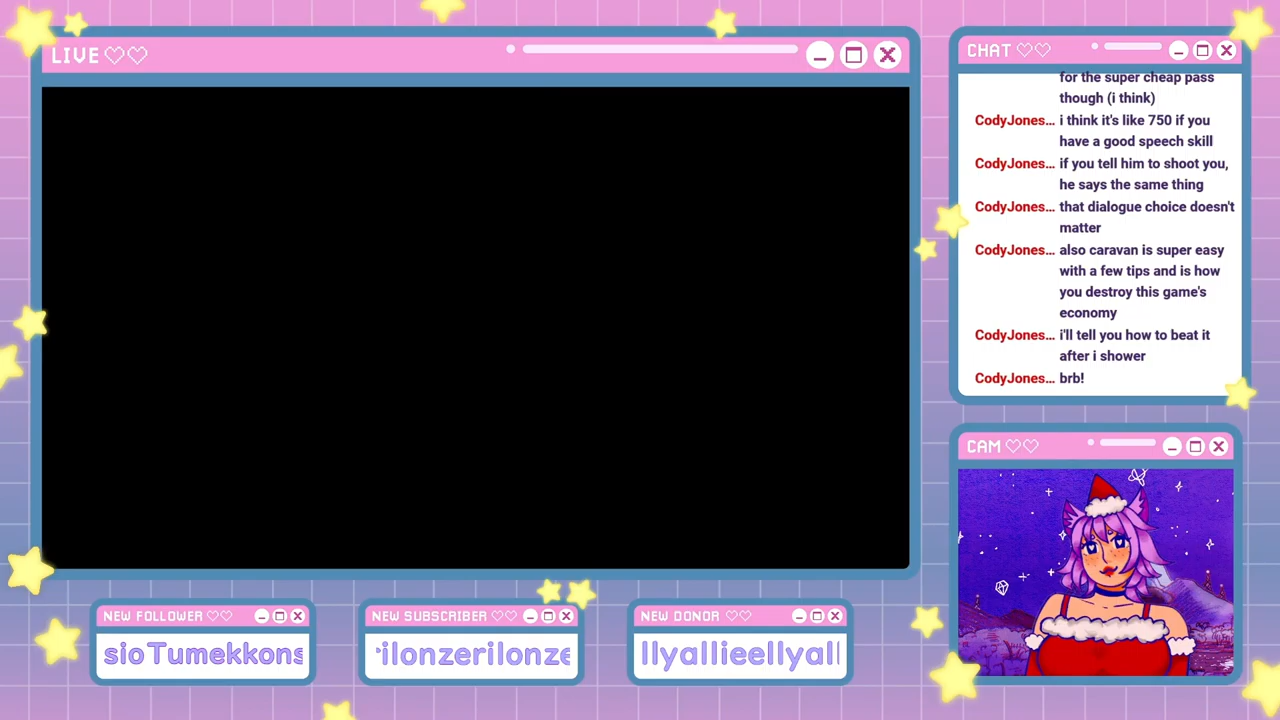 LIVE
CHAT
for the super cheap pass
though (i think)
CodyJones… i think it's like 750 if you
have a good speech skill
CodyJones… if you tell him to shoot you,
he says the same thing
CodyJones… that dialogue choice doesn't
matter
CodyJones… also caravan is super easy
with a few tips and is how
you destroy this game's
economy
CodyJones… i'll tell you how to beat it
after i shower
CodyJones… brb!
CAM
NEW FOLLOWER
sioTumekkons
NEW SUBSCRIBER
ilonzerilonze
NEW DONOR
llyallieellyall